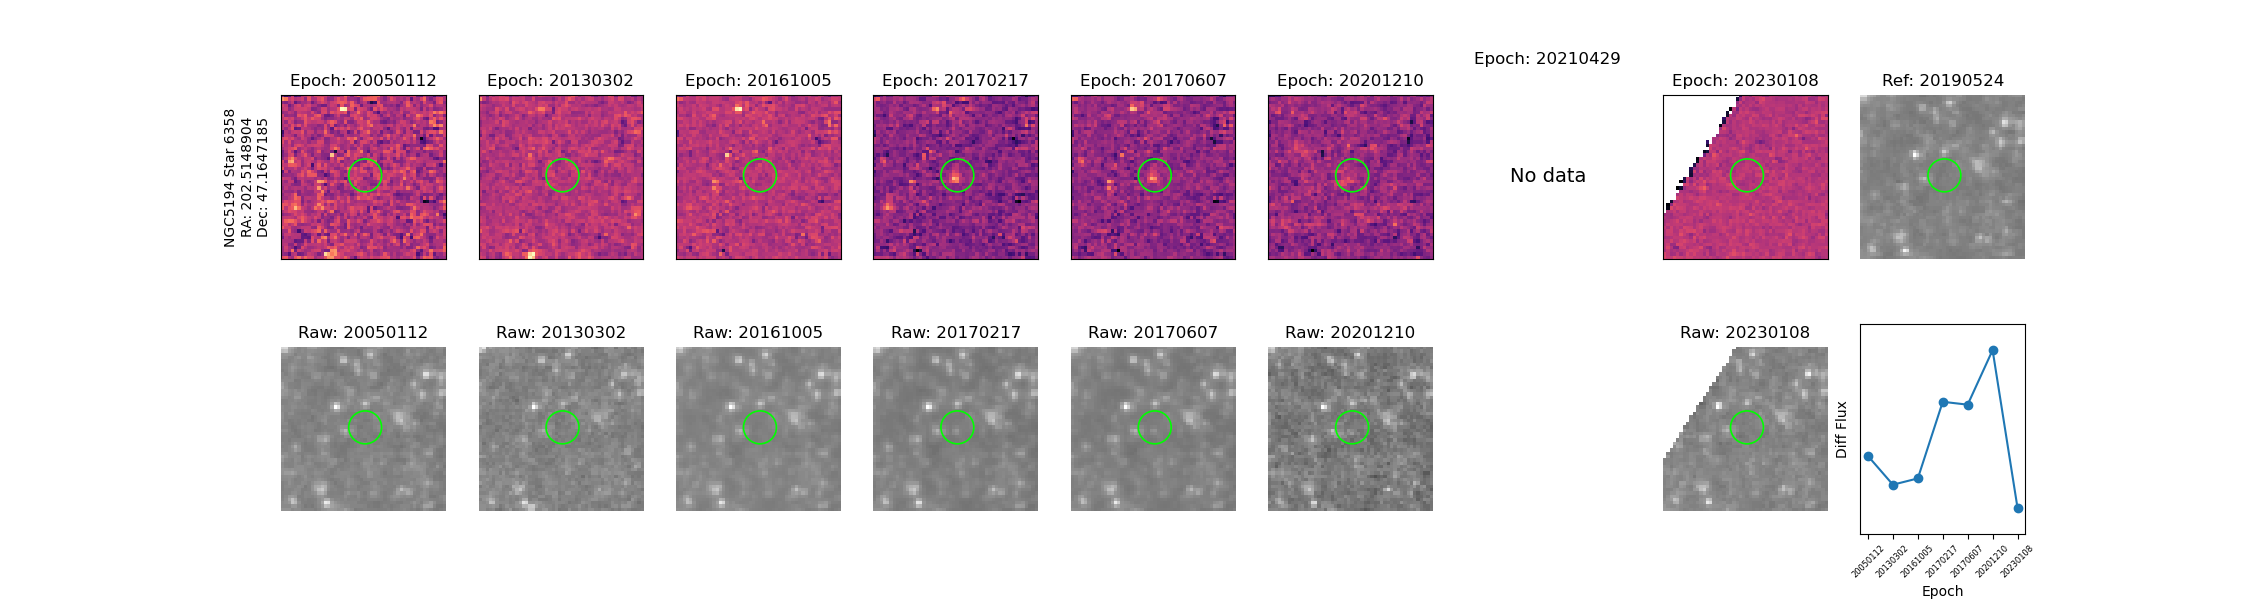 Epoch: 20210429
Epoch: 20050112
Epoch: 20130302
Epoch: 20161005
Epoch: 20170217
Epoch: 20170607
Epoch: 20201210
Epoch: 20230108
Ref: 20190524
NGC5194 Star 6358
RA: 202.5148904
Dec: 47.1647185
No data
Raw: 20050112
Raw: 20130302
Raw: 20161005
Raw: 20170217
Raw: 20170607
Raw: 20201210
Raw: 20230108
Diff Flux
20050112
20130302
20161005
20170217
20170607
20201210
20230108
Epoch